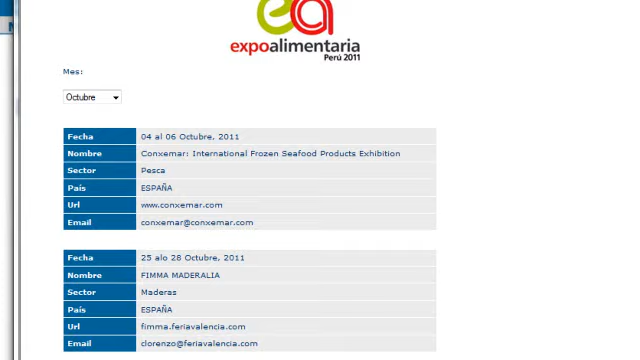 ea
expoalimentaria
Perú 2011
Mes:
Octubre
Fecha 04 al 06 Octubre, 2011
Nombre Conxemar: International Frozen Seafood Products Exhibition
Sector Pesca
País ESPAÑA
Url www.conxemar.com
Email conxemar@conxemar.com
Fecha 25 alo 28 Octubre, 2011
Nombre FIMMA MADERALIA
Sector Maderas
País ESPAÑA
Url fimma.feriavalencia.com
Email clorenzo@feriavalencia.com